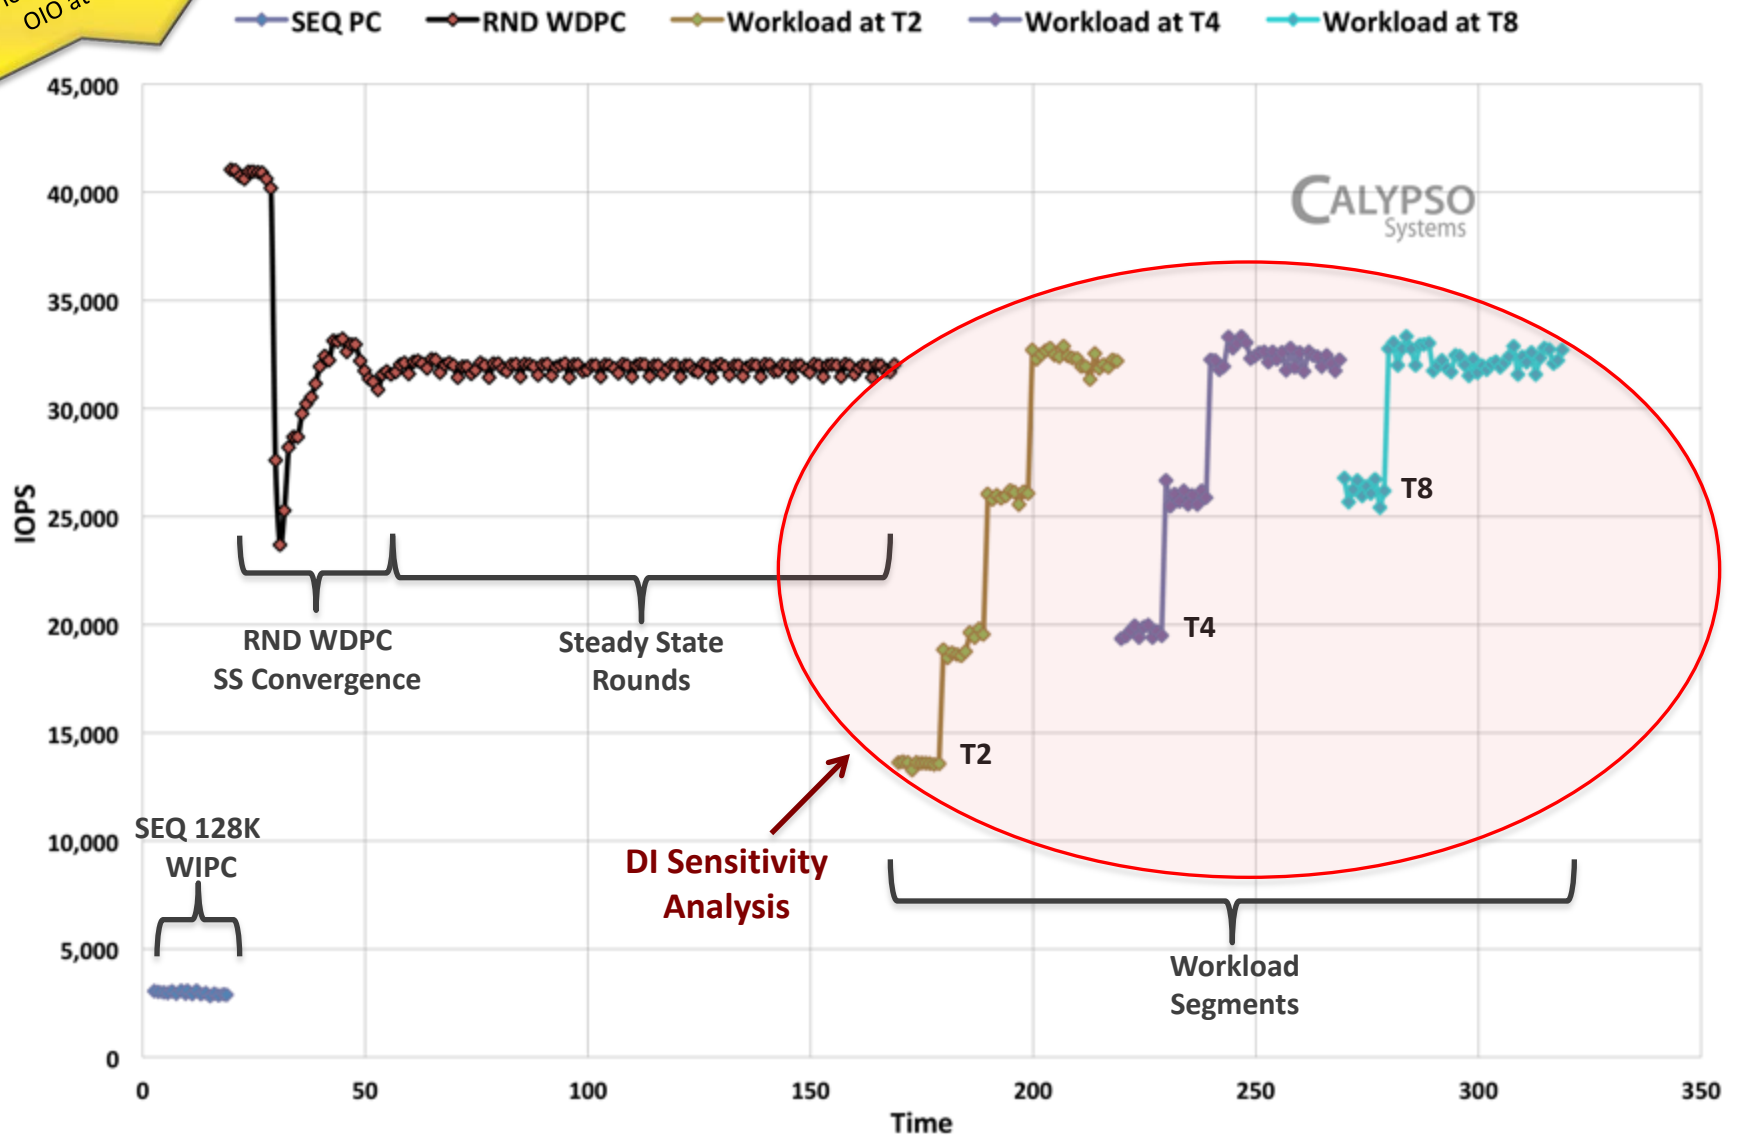 OIO at
SEQ PC RND WDPC Workload at T2 Workload at T4 Workload at T8
45,000
40,000
35,000
30,000
25,000
20,000
15,000
10,000
5,000
0
IOPS
CALYPSO
Systems
T8
T4
T2
RND WDPC
SS Convergence
Steady State
Rounds
SEQ 128K
WIPC
DI Sensitivity
Analysis
Workload
Segments
0 50 100 150 200 250 300 350
Time